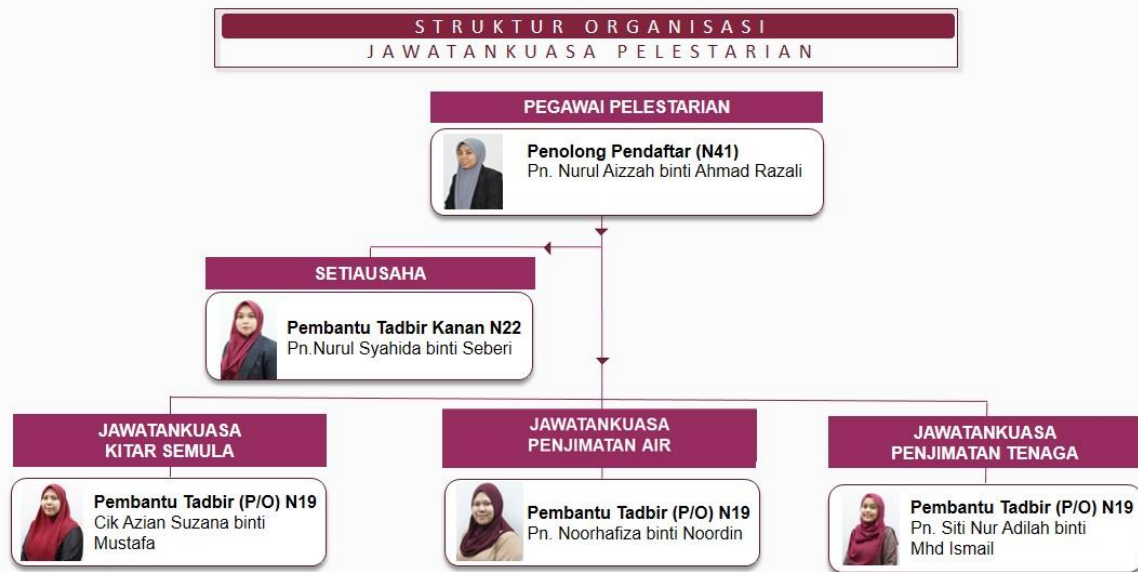 STRUKTUR ORGANISASI
JAWATANKUASA PELESTARIAN
PEGAWAI PELESTARIAN
Penolong Pendaftar (N41)
Pn. Nurul Aizzah binti Ahmad Razali
SETIAUSAHA
Pembantu Tadbir Kanan N22
Pn.Nurul Syahida binti Seberi
JAWATANKUASA
KITAR SEMULA
Pembantu Tadbir (P/O) N19
Cik Azian Suzana binti
Mustafa
JAWATANKUASA
PENJIMATAN AIR
Pembantu Tadbir (P/O) N19
Pn. Noorhafiza binti Noordin
JAWATANKUASA
PENJIMATAN TENAGA
Pembantu Tadbir (P/O) N19
Pn. Siti Nur Adilah binti
Mhd Ismail